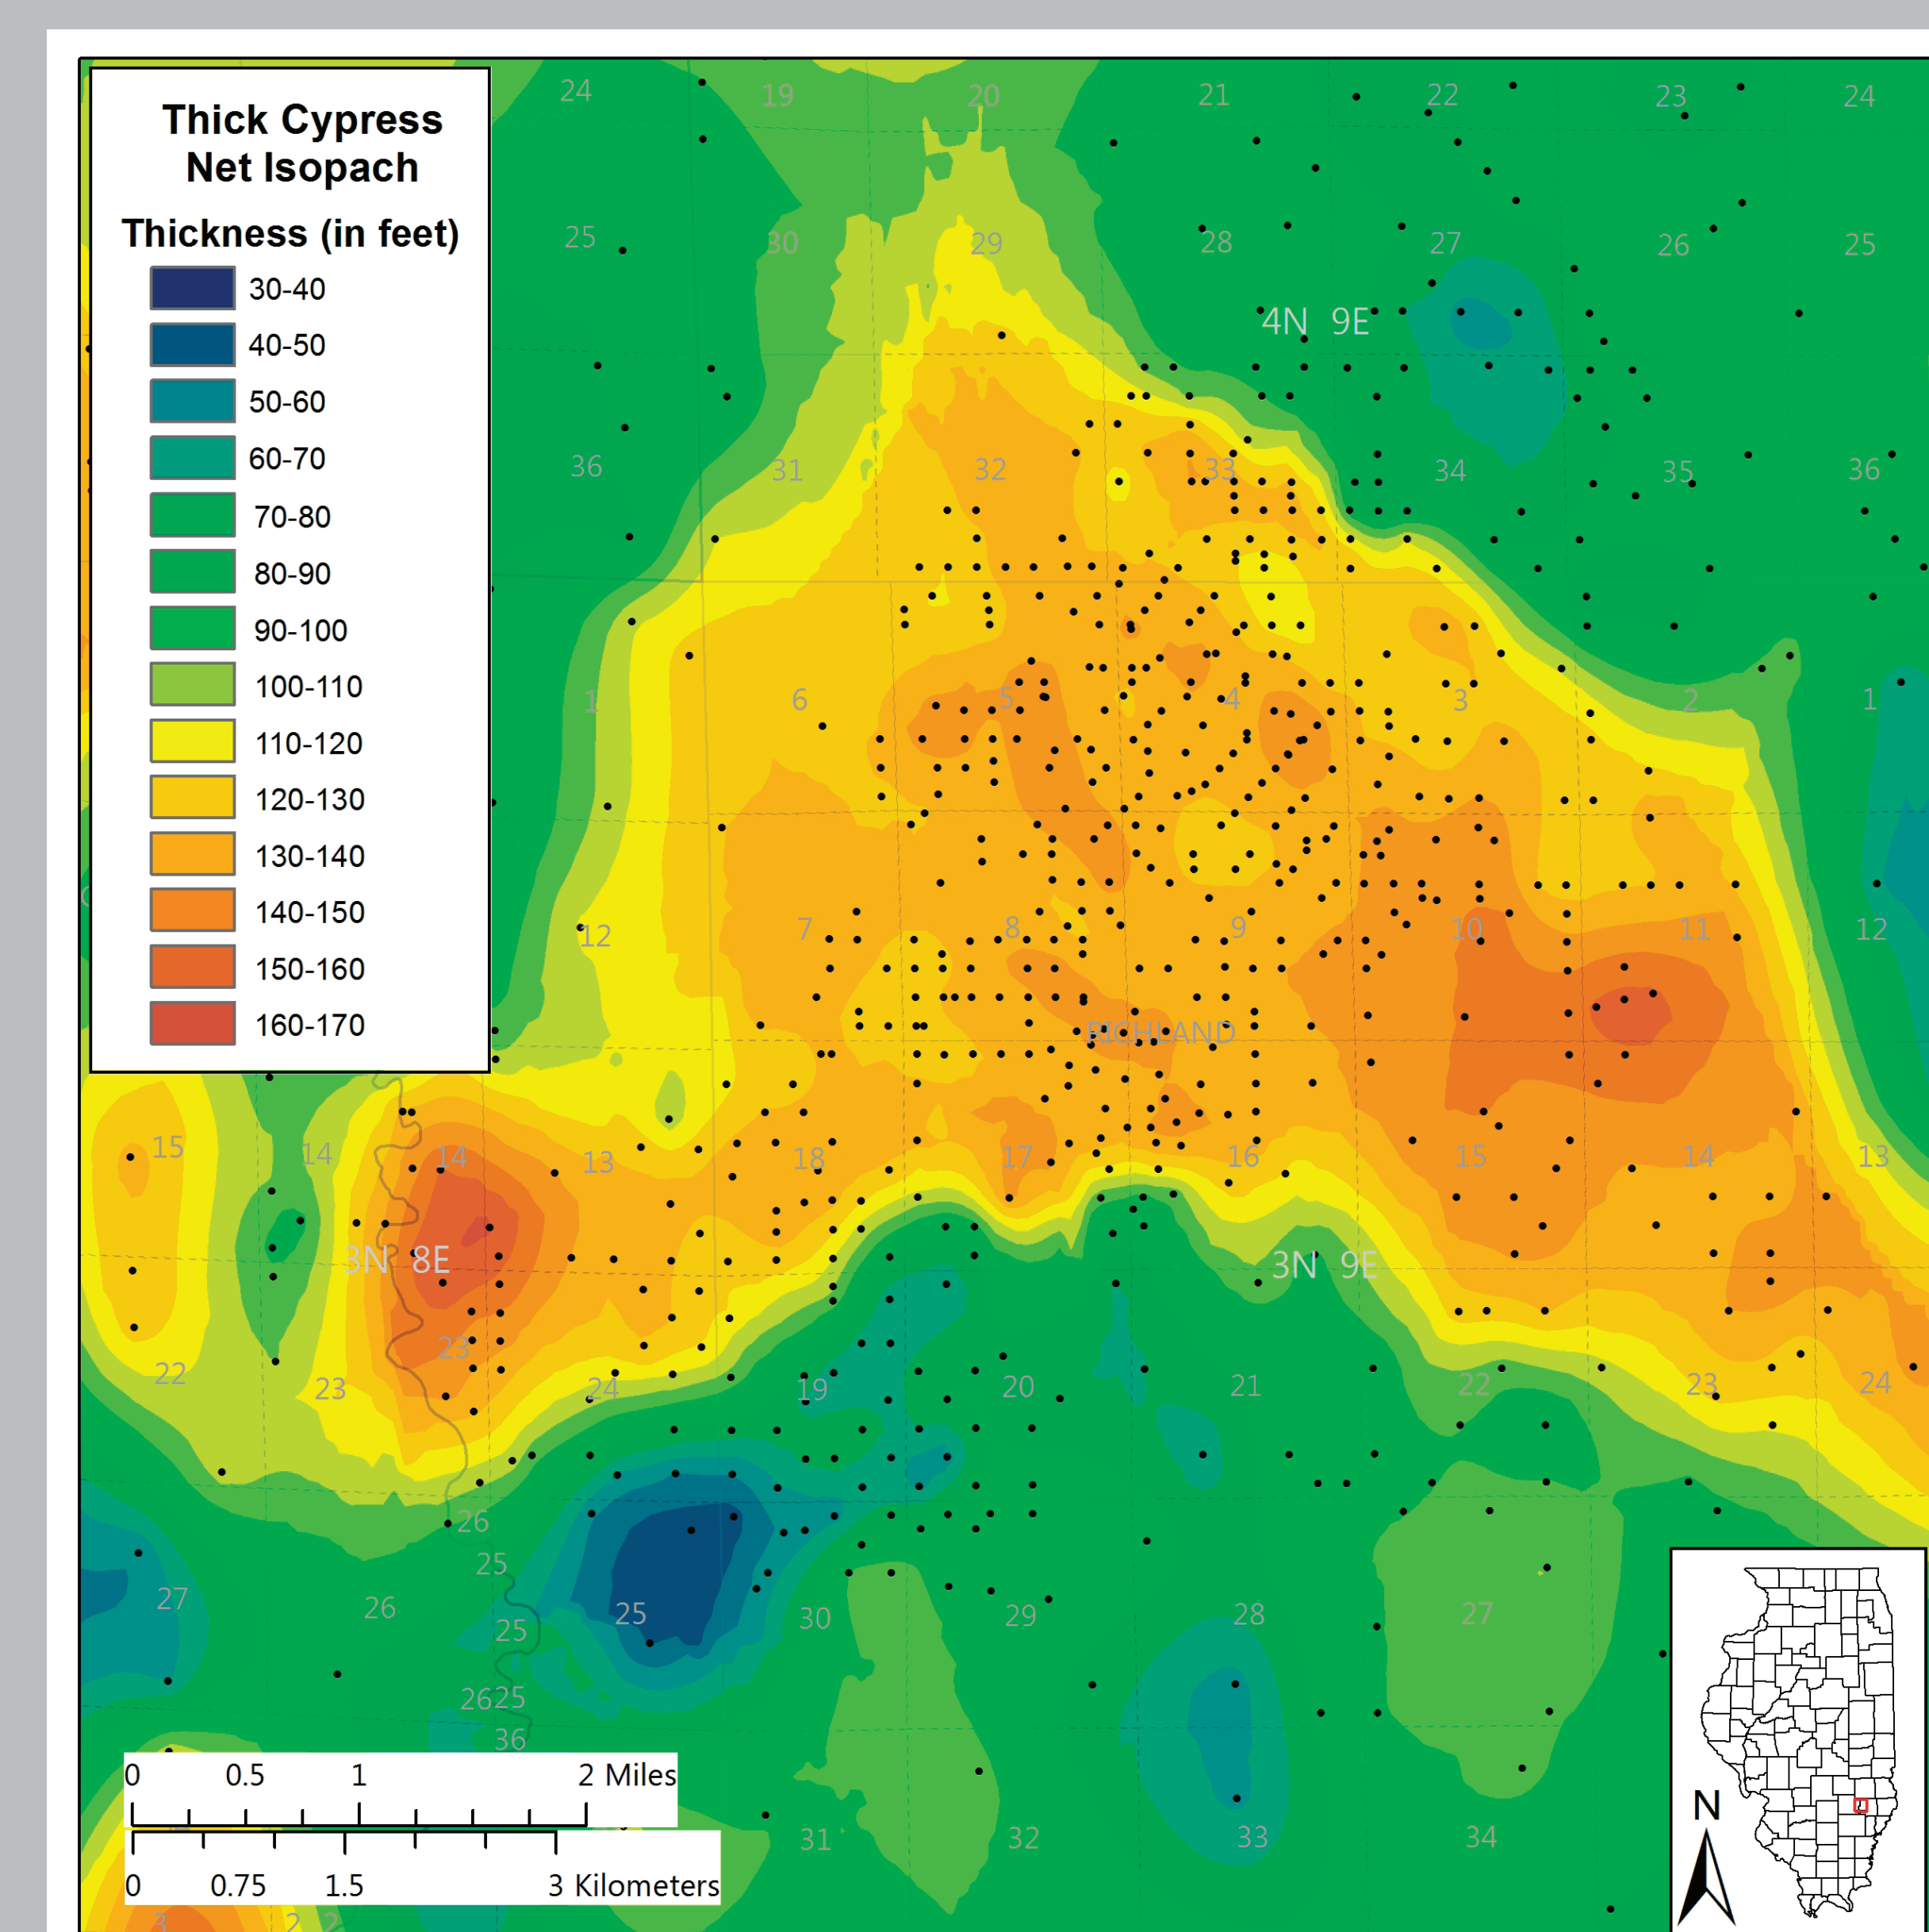 Thick Cypress
Net Isopach
Thickness (in feet)
30-40
40-50
50-60
60-70
70-80
80-90
90-100
100-110
110-120
120-130
130-140
140-150
150-160
160-170
24 19 20 21 22 23 24
25 30 29 28 27 26 25
4N 9E
36 31 32 33 34 35 36
1 6 5 4 3 2 1
12 7 8 9 10 11 12
RICHLAND
15 14 14 13 18 17 16 15 14 13
3N 8E 3N 9E
22 23 23 24 19 20 21 22 23 24
26
25
27 26 25 25 30 29 28 27
26 25
36
31 32 33 34
3 2 2
0 0.5 1 2 Miles
0 0.75 1.5 3 Kilometers
N